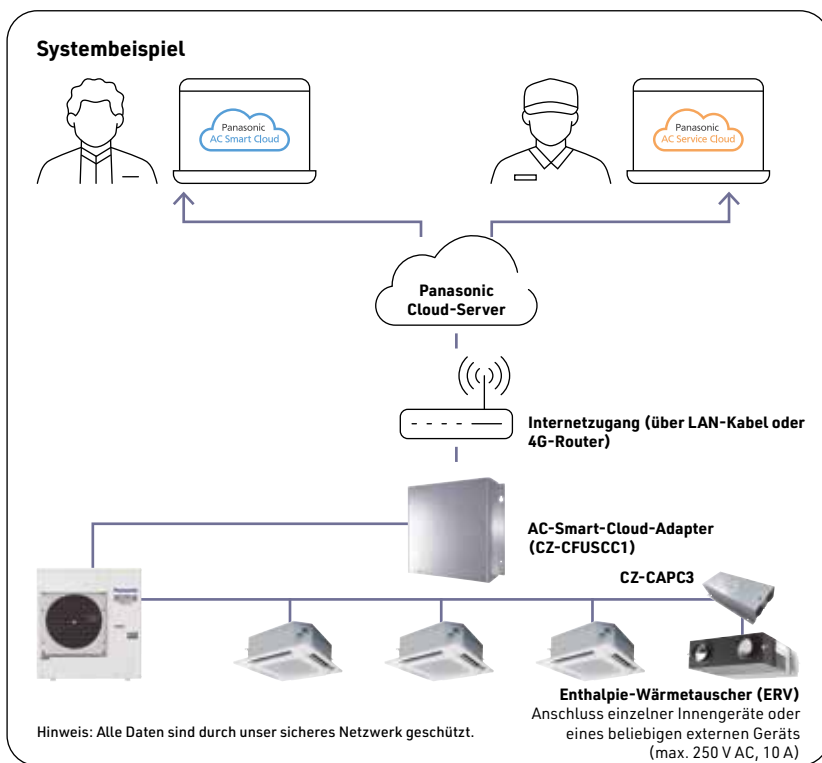 Systembeispiel
Panasonic
AC Smart Cloud
Panasonic
AC Service Cloud
Panasonic
Cloud-Server
Internetzugang (über LAN-Kabel oder
4G-Router)
AC-Smart-Cloud-Adapter
(CZ-CFUSCC1)
CZ-CAPC3
Panasonic
Enthalpie-Wärmetauscher (ERV)
Anschluss einzelner Innengeräte oder
eines beliebigen externen Geräts
(max. 250 V AC, 10 A)
Hinweis: Alle Daten sind durch unser sicheres Netzwerk geschützt.